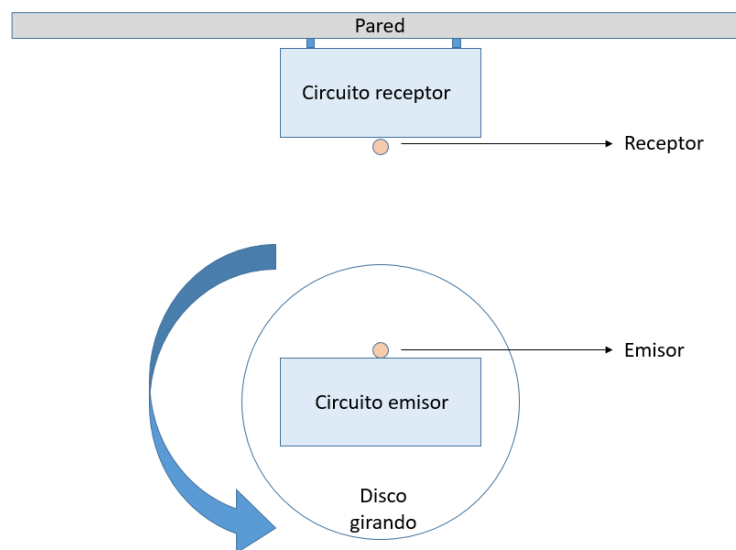 Pared
Circuito receptor
Receptor
Emisor
Circuito emisor
Disco
girando